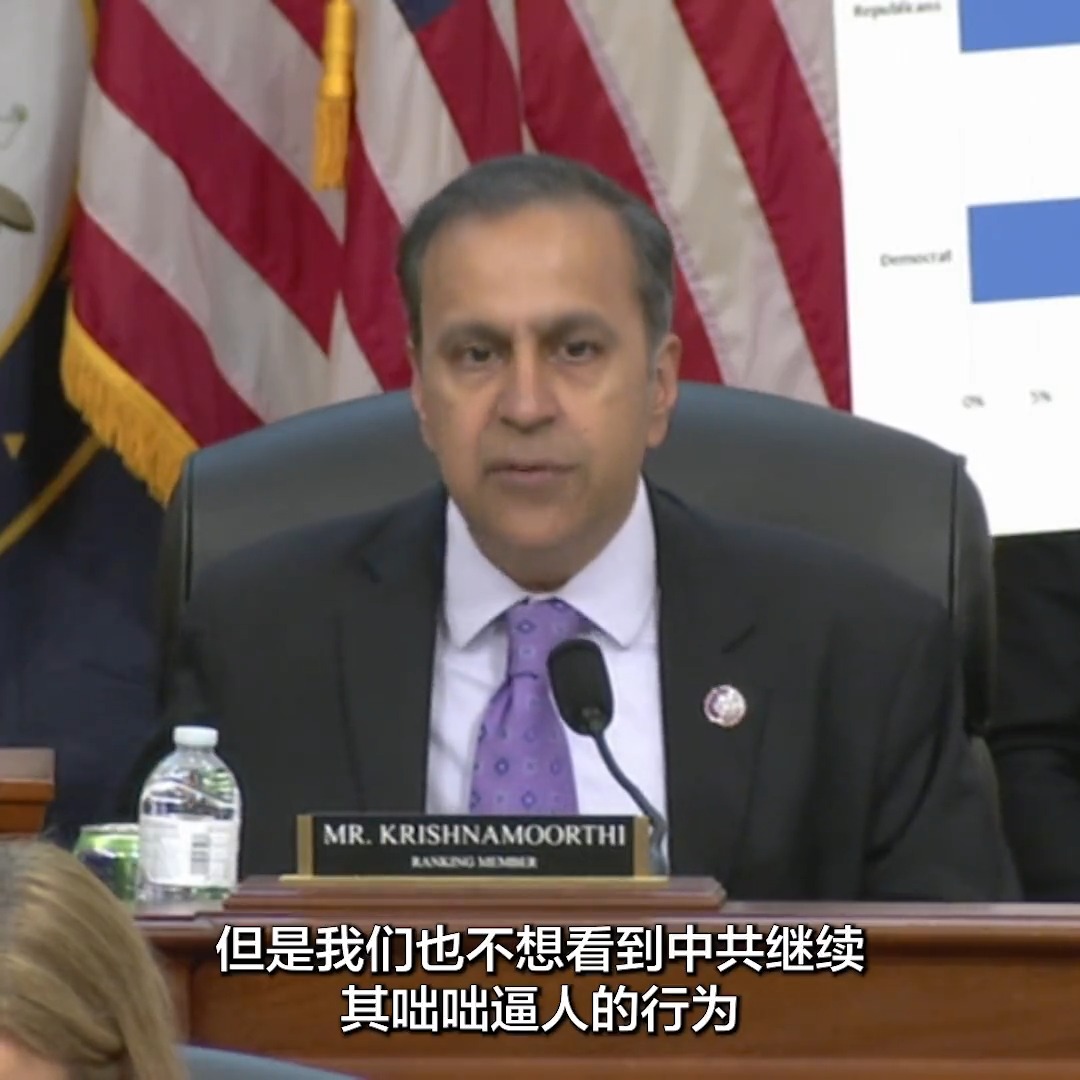 Republicans
Democrat
0%
5%
MR. KRISHNAMOORTHI
RANKING MEMBER
但是我们也不想看到中共继续
其咄咄逼人的行为